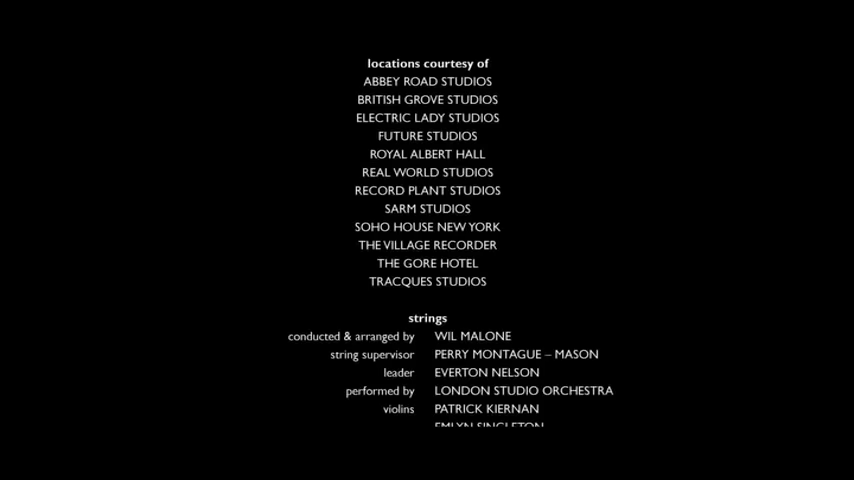 locations courtesy of
ABBEY ROAD STUDIOS
BRITISH GROVE STUDIOS
ELECTRIC LADY STUDIOS
FUTURE STUDIOS
ROYAL ALBERT HALL
REAL WORLD STUDIOS
RECORD PLANT STUDIOS
SARM STUDIOS
SOHO HOUSE NEW YORK
THE VILLAGE RECORDER
THE GORE HOTEL
TRACQUES STUDIOS
strings
conducted & arranged by WIL MALONE
string supervisor PERRY MONTAGUE – MASON
leader EVERTON NELSON
performed by LONDON STUDIO ORCHESTRA
violins PATRICK KIERNAN
EMLYN SINGLETON